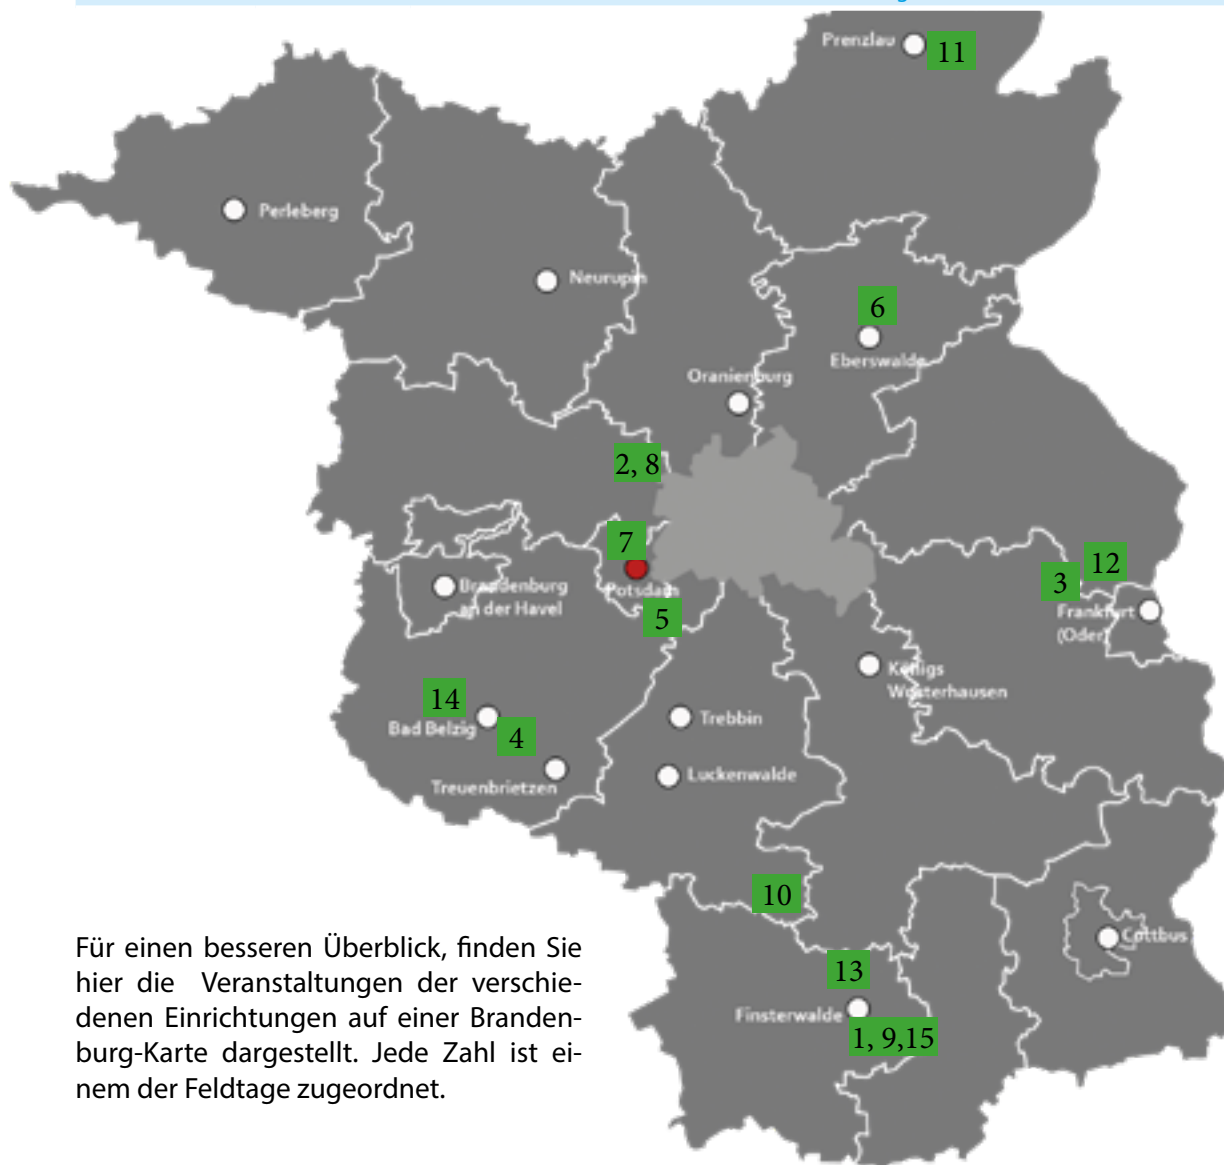 Prenzlau
11
Perleberg
Neurupin
6
Eberswalde
Oranienburg
2, 8
7
12
3
Brandenburg
an der Havel
Potsdam
5
Frankfurt
(Oder)
Königs
Wusterhausen
14
Bad Belzig
4
Trebbin
Treuenbrietzen
Luckenwalde
10
Cottbus
13
Finsterwalde
1, 9,15
Für einen besseren Überblick, finden Sie
hier die Veranstaltungen der verschie-
denen Einrichtungen auf einer Branden-
burg-Karte dargestellt. Jede Zahl ist ei-
nem der Feldtage zugeordnet.